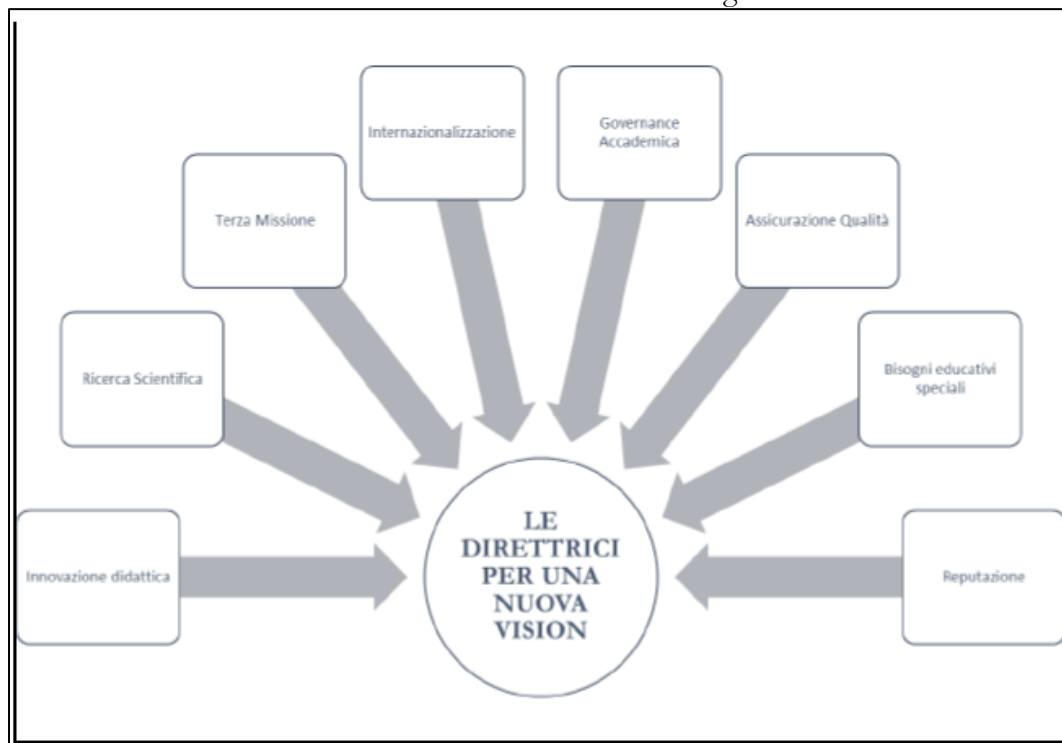 Internazionalizzazione
Governance
Accademica
Terza Missione
Assicurazione Qualità
Ricerca Scientifica
Bisogni educativi
speciali
Innovazione didattica
LE
DIRETTRICI
PER UNA
NUOVA
VISION
Reputazione